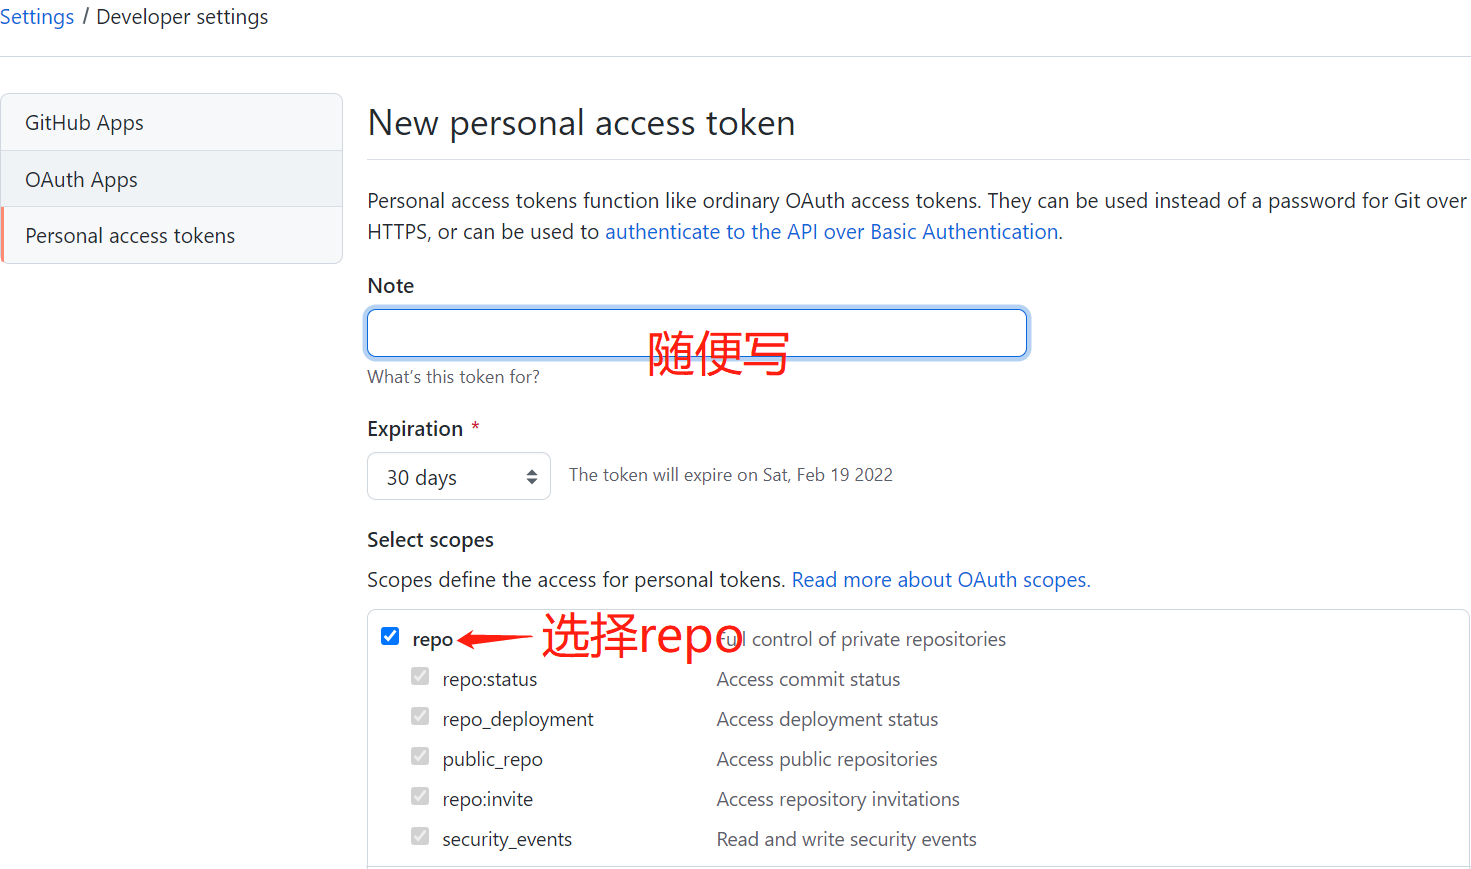 Settings / Developer settings
GitHub Apps
OAuth Apps
Personal access tokens
New personal access token
Personal access tokens function like ordinary OAuth access tokens. They can be used instead of a password for Git over
HTTPS, or can be used to authenticate to the API over Basic Authentication.
Note
随便写
What's this token for?
Expiration *
30 days The token will expire on Sat, Feb 19 2022
Select scopes
Scopes define the access for personal tokens. Read more about OAuth scopes.
repo 选择repo Full control of private repositories
repo:status Access commit status
repo_deployment Access deployment status
public_repo Access public repositories
repo:invite Access repository invitations
security_events Read and write security events